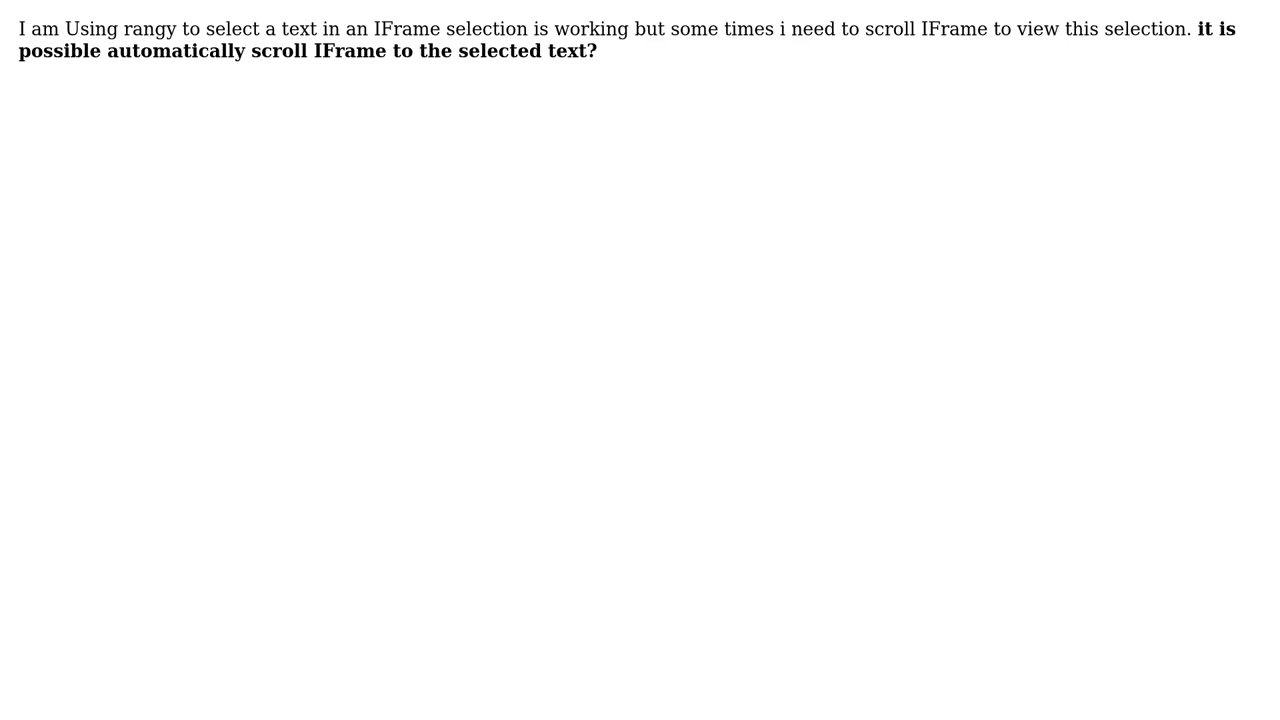 I am Using rangy to select a text in an IFrame selection is working but some times i need to scroll IFrame to view this selection. it is
possible automatically scroll IFrame to the selected text?